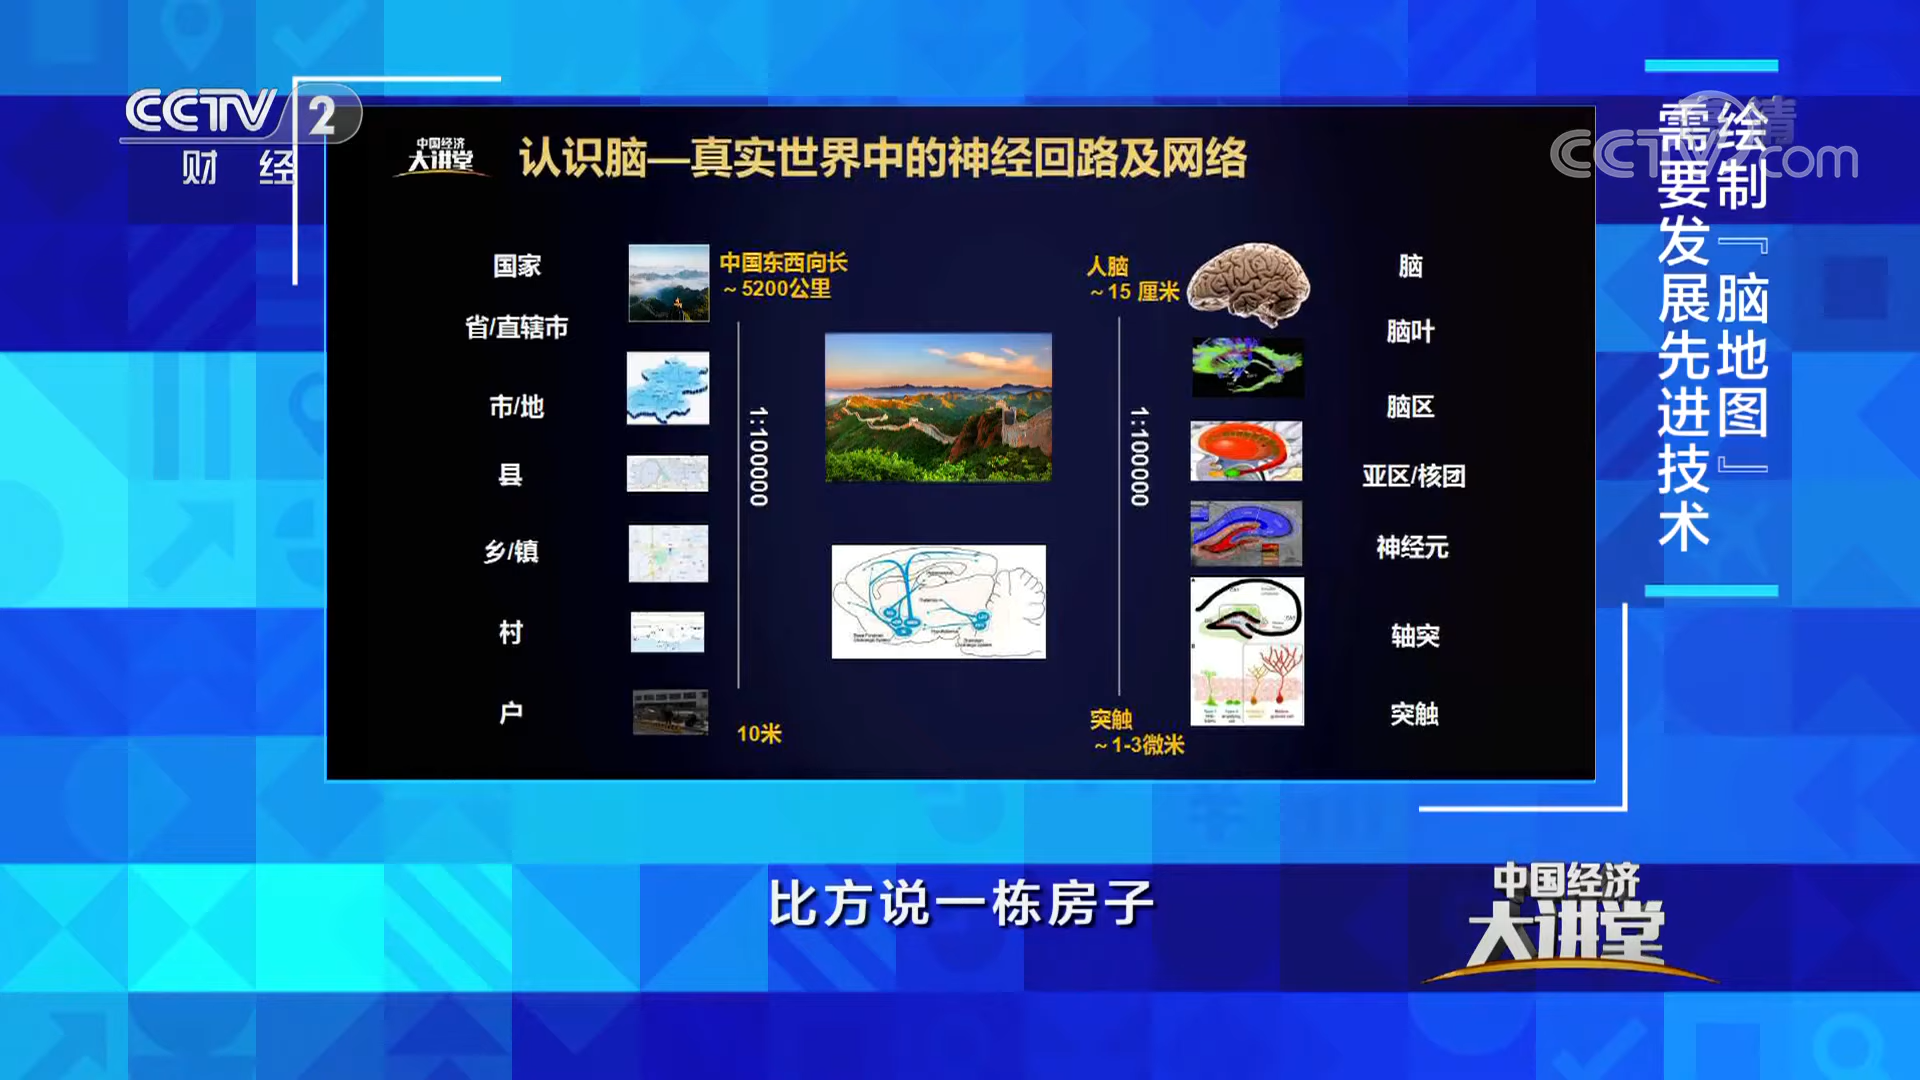 CCTV 2
财 经
CCTV.com
高清
绘制『脑地图』
需要发展先进技术
中国经济
大讲堂
认识脑—真实世界中的神经回路及网络
国家
省/直辖市
市/地
县
乡/镇
村
户
中国东西向长
~ 5200公里
1:100000
10米
人脑
~ 15 厘米
1:100000
突触
~ 1-3微米
脑
脑叶
脑区
亚区/核团
神经元
轴突
突触
比方说一栋房子
中国经济
大讲堂